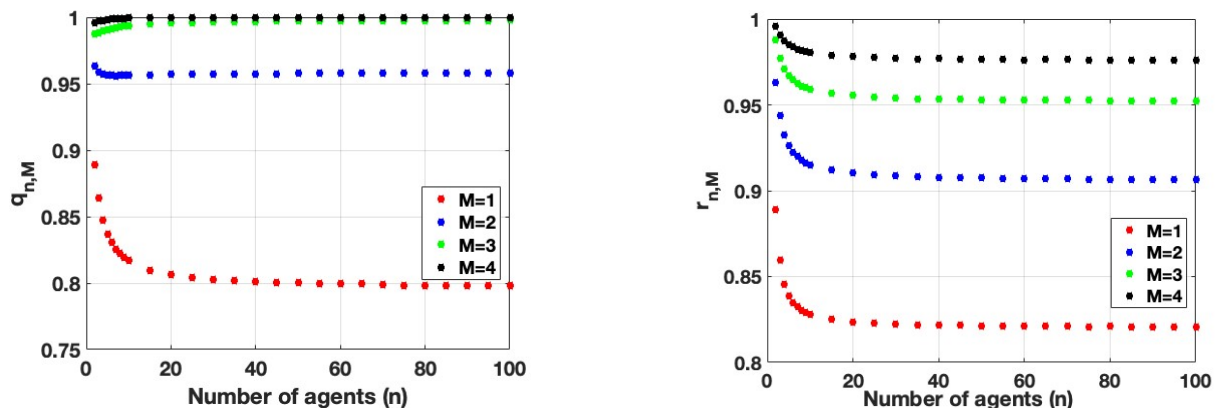 1
0.95
0.9
0.85
0.8
0.75
q_{n,M}
M=1
M=2
M=3
M=4
0 20 40 60 80 100
Number of agents (n)
1
0.95
0.9
0.85
0.8
r_{n,M}
M=1
M=2
M=3
M=4
0 20 40 60 80 100
Number of agents (n)